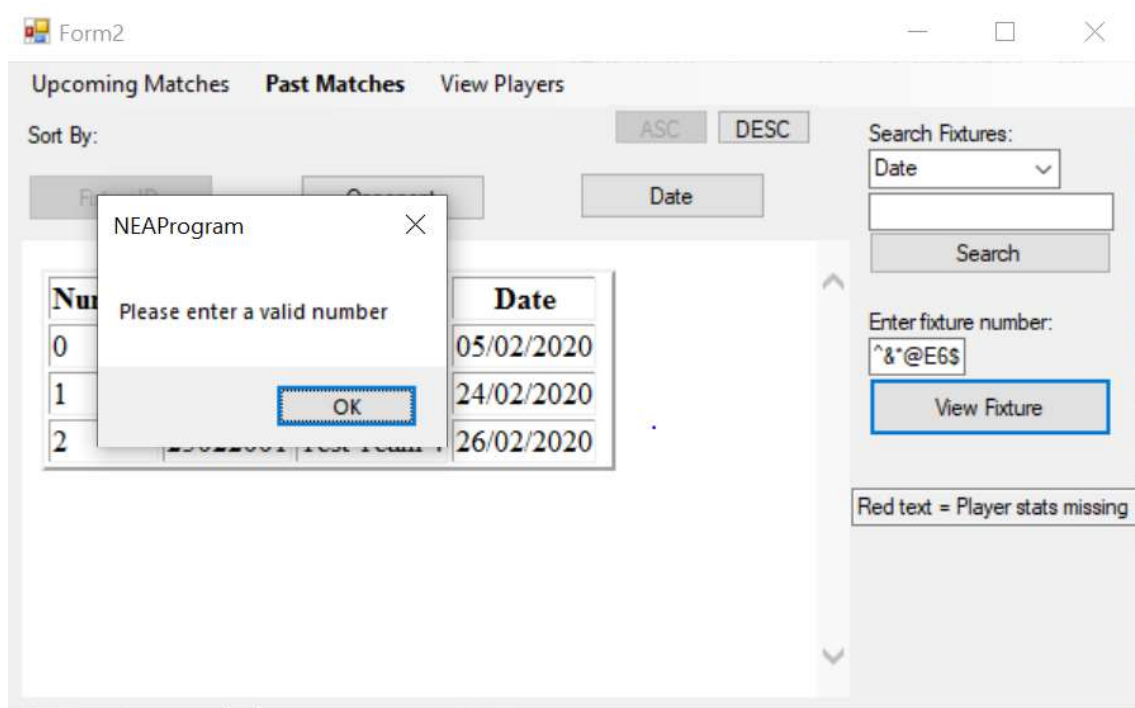 Form2
Upcoming Matches Past Matches View Players
Sort By:
ASC DESC
Date
Search Fixtures:
Date
Search
NEAProgram
Please enter a valid number
OK
Date
0 05/02/2020
1 24/02/2020
2 26/02/2020
Enter fixture number:
^&*@E6$
View Fixture
Red text = Player stats missing